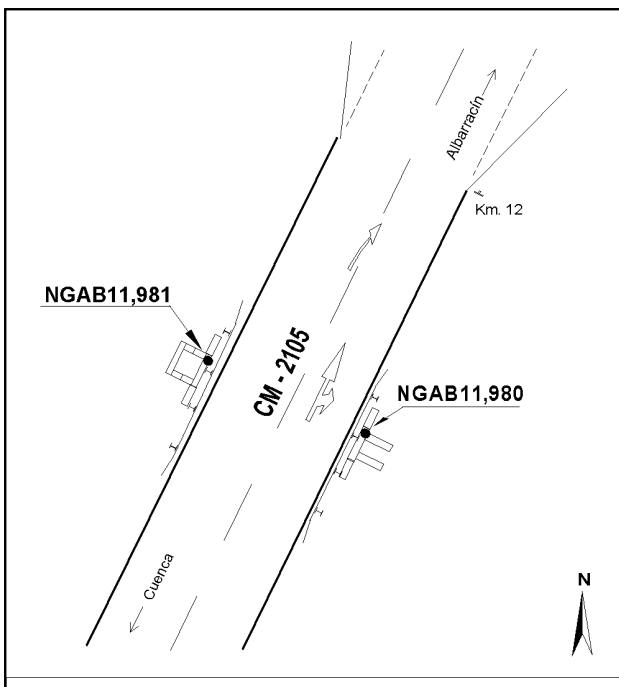 Albarracín
Km. 12
NGAB11,981
CM - 2105
NGAB11,980
Cuenca
N